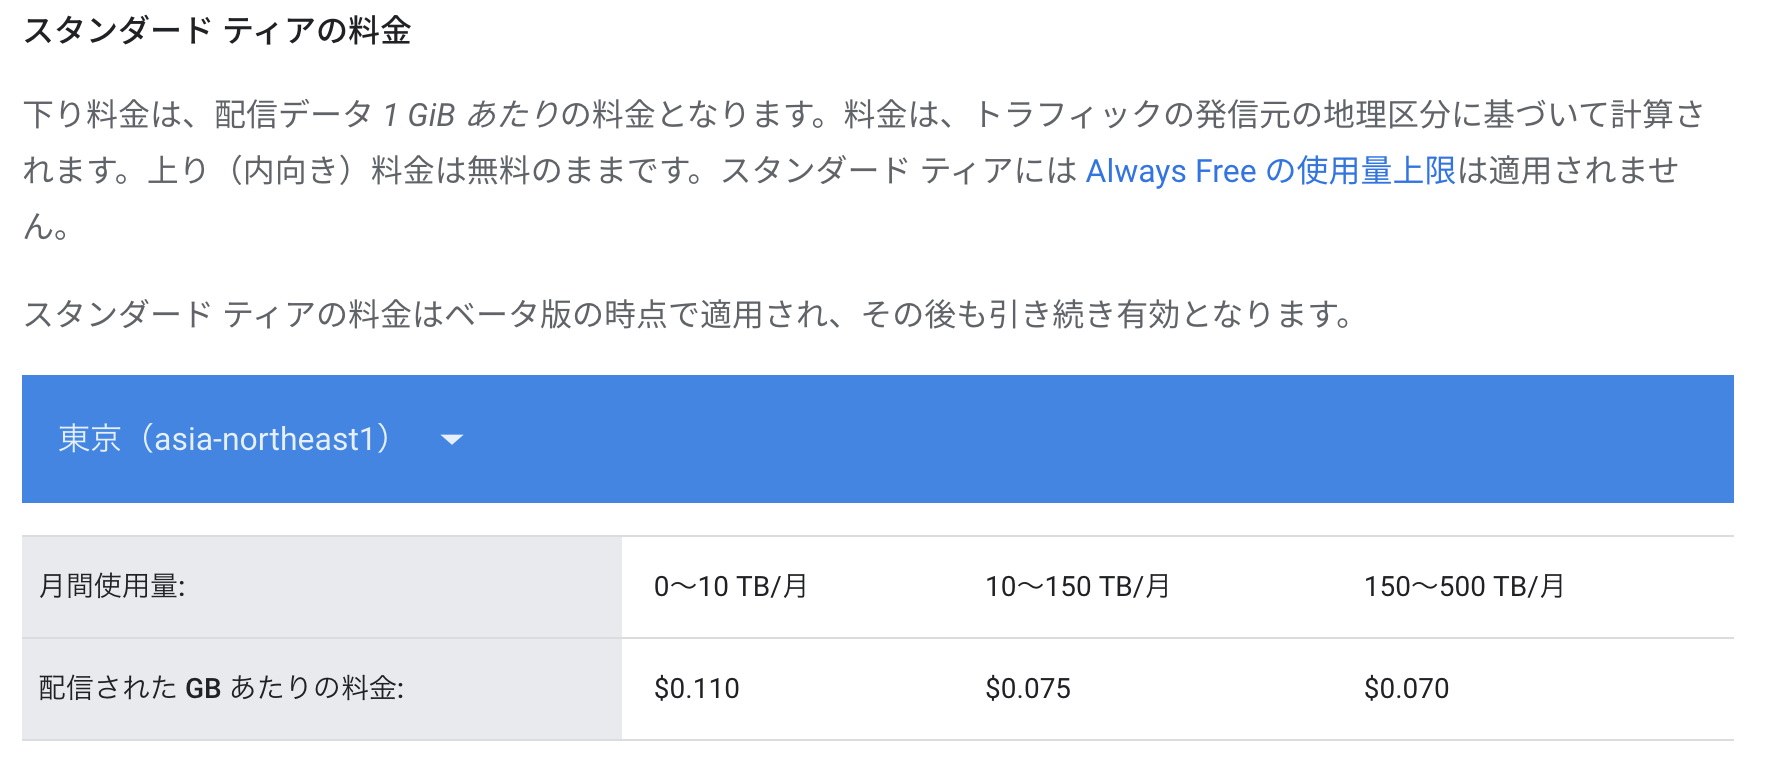 スタンダード ティアの料金
下り料金は、配信データ 1 GiB あたりの料金となります。料金は、トラフィックの発信元の地理区分に基づいて計算さ
れます。上り（内向き）料金は無料のままです。スタンダード ティアには Always Free の使用量上限は適用されませ
ん。
スタンダード ティアの料金はベータ版の時点で適用され、その後も引き続き有効となります。
東京（asia-northeast1）
月間使用量: 0～10 TB/月 10～150 TB/月 150～500 TB/月
配信された GB あたりの料金: $0.110 $0.075 $0.070